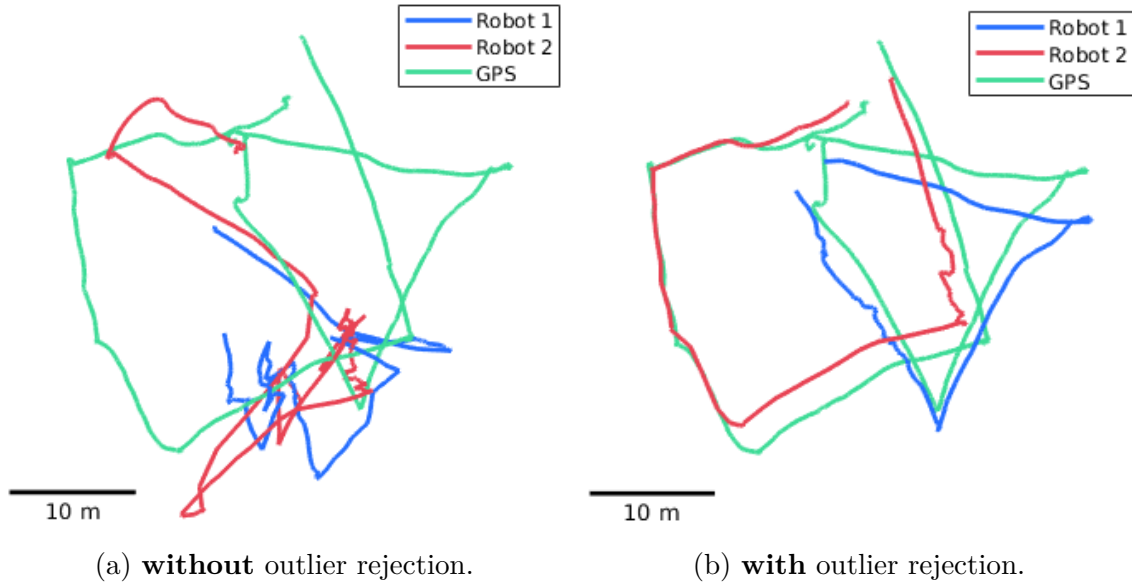 Robot 1
Robot 2
GPS
10 m
(a) without outlier rejection.
Robot 1
Robot 2
GPS
10 m
(b) with outlier rejection.